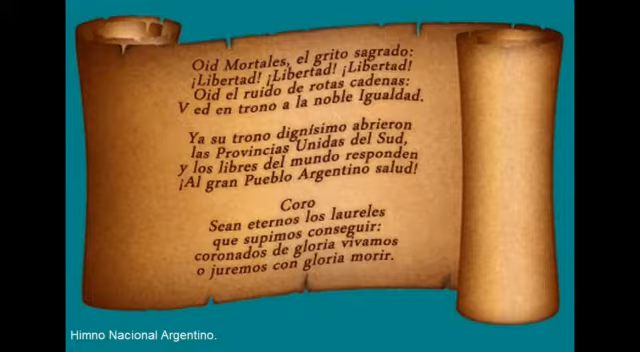 Oid Mortales, el grito sagrado:
¡Libertad! ¡Libertad! ¡Libertad!
Oid el ruido de rotas cadenas:
V ed en trono a la noble Igualdad.
Ya su trono dignísimo abrieron
las Provincias Unidas del Sud,
y los libres del mundo responden
¡Al gran Pueblo Argentino salud!
Coro
Sean eternos los laureles
que supimos conseguir:
coronados de gloria vivamos
o juremos con gloria morir.
Himno Nacional Argentino.